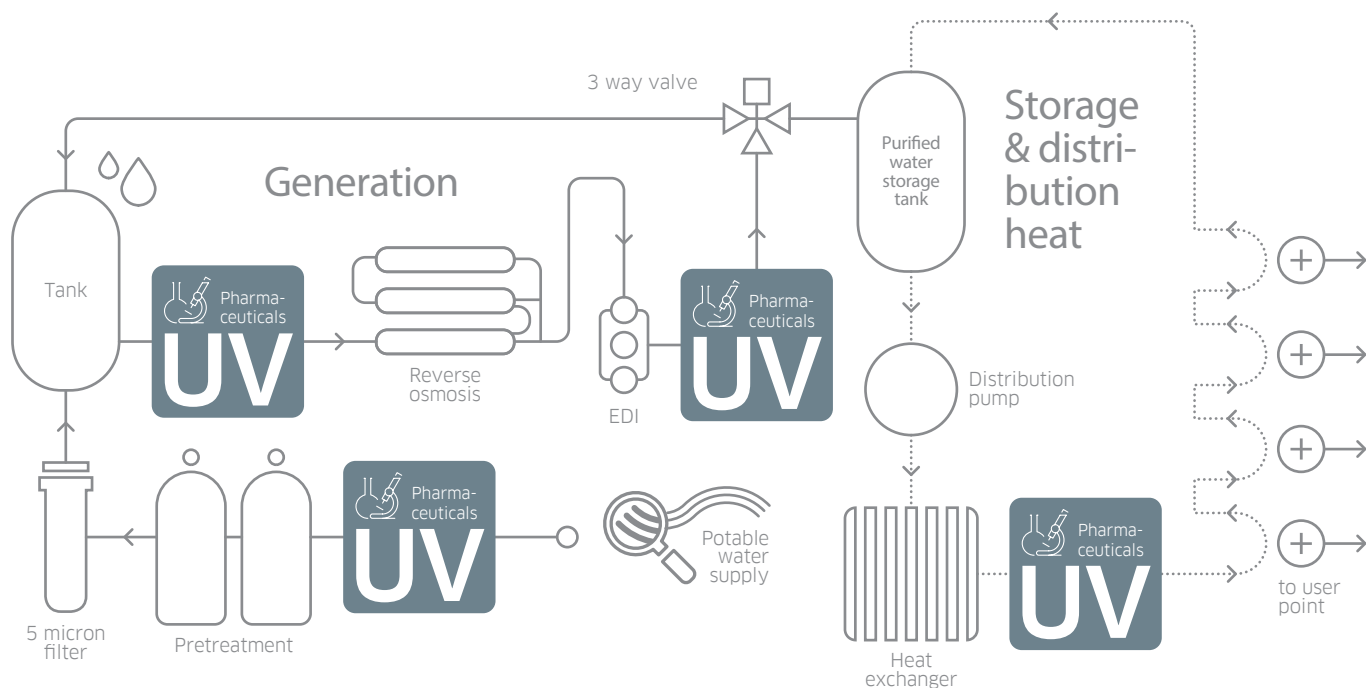 3 way valve
Generation
Tank
Pharma-
ceuticals
UV
Reverse
osmosis
EDI
Pharma-
ceuticals
UV
5 micron
filter
Pretreatment
Pharma-
ceuticals
UV
Potable
water
supply
Purified
water
storage
tank
Storage
& distri-
bution
heat
Distribution
pump
Heat
exchanger
Pharma-
ceuticals
UV
to user
point